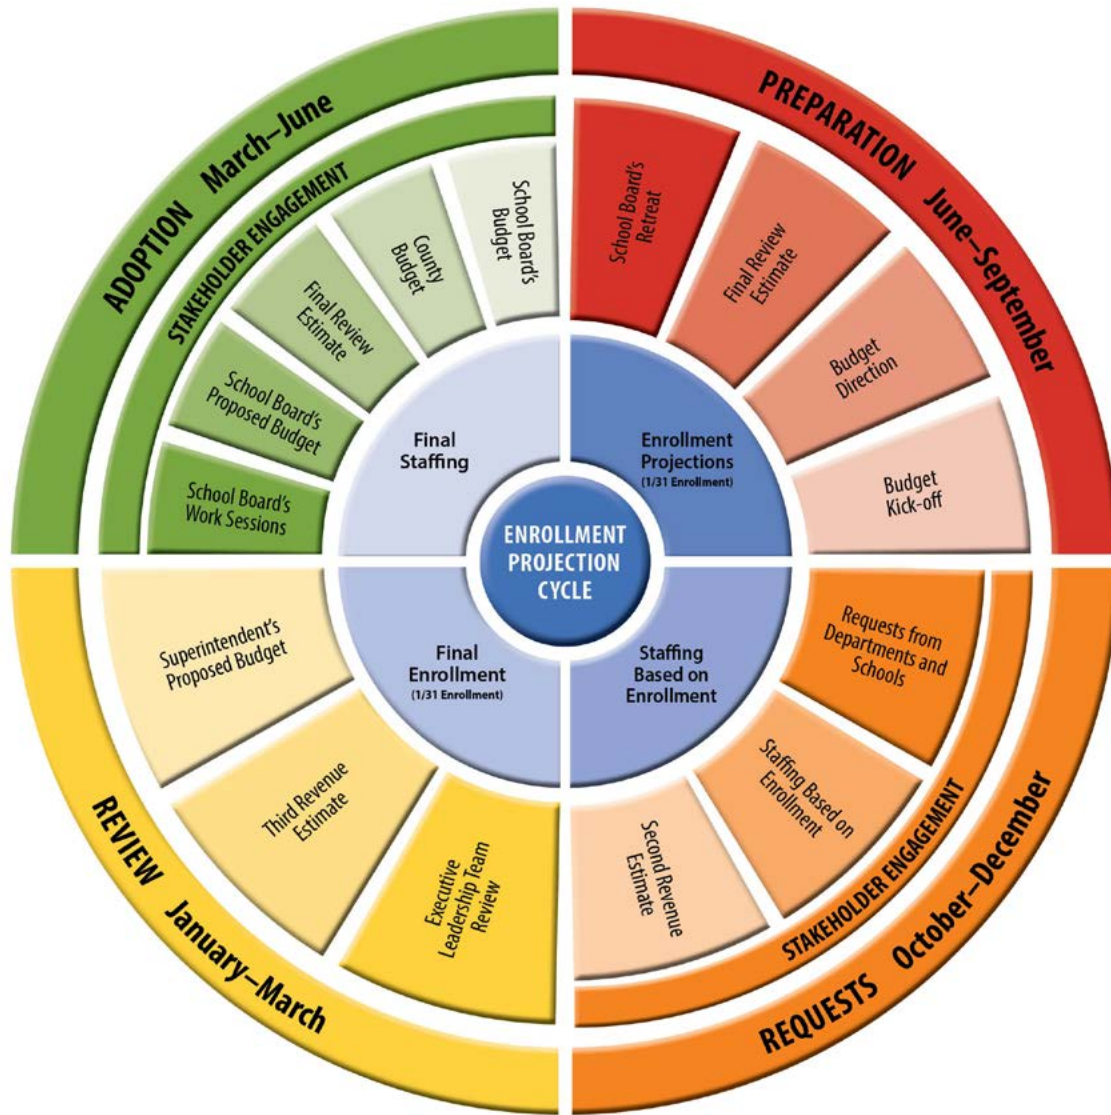 PREPARATION June–September
School Board's
Retreat
Final Review
Estimate
Budget
Direction
Budget
Kick-off
REQUESTS October–December
STAKEHOLDER ENGAGEMENT
Requests from
Departments and
Schools
Staffing Based on
Enrollment
Second Revenue
Estimate
REVIEW January–March
Executive
Leadership Team
Review
Third Revenue
Estimate
Superintendent's
Proposed Budget
ADOPTION March–June
STAKEHOLDER ENGAGEMENT
School Board's
Work Sessions
School Board's
Proposed Budget
Final Review
Estimate
County
Budget
School Board's
Budget
Enrollment
Projections
(1/31 Enrollment)
Staffing
Based on
Enrollment
Final
Enrollment
(1/31 Enrollment)
Final
Staffing
ENROLLMENT
PROJECTION
CYCLE